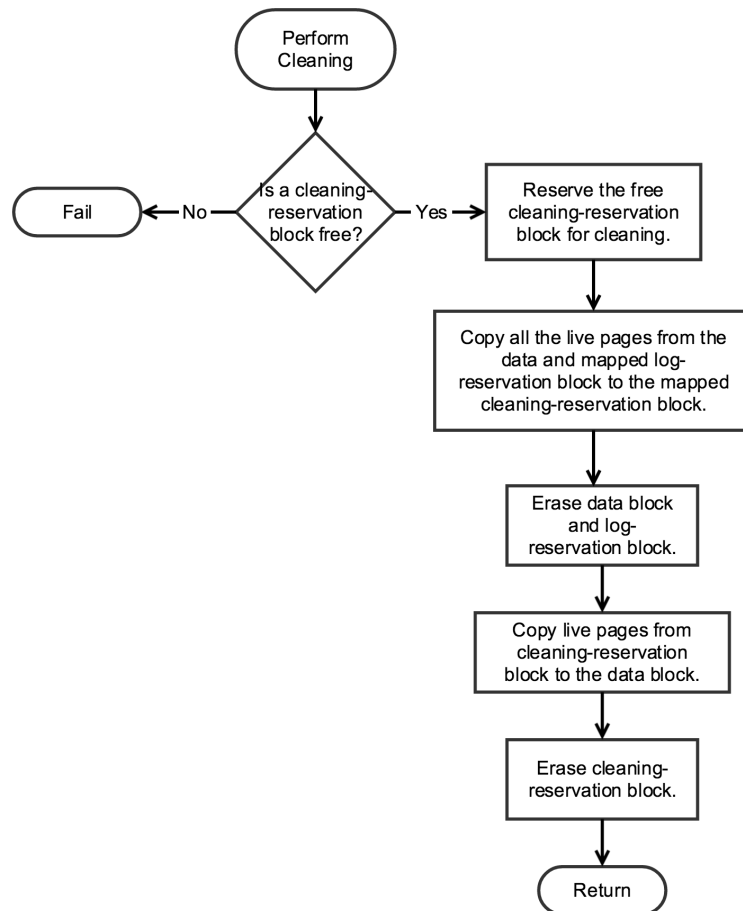 Perform
Cleaning
Is a cleaning-
reservation
block free?
No
Fail
Yes
Reserve the free
cleaning-reservation
block for cleaning.
Copy all the live pages from the
data and mapped log-
reservation block to the mapped
cleaning-reservation block.
Erase data block
and log-
reservation block.
Copy live pages from
cleaning-reservation
block to the data block.
Erase cleaning-
reservation block.
Return